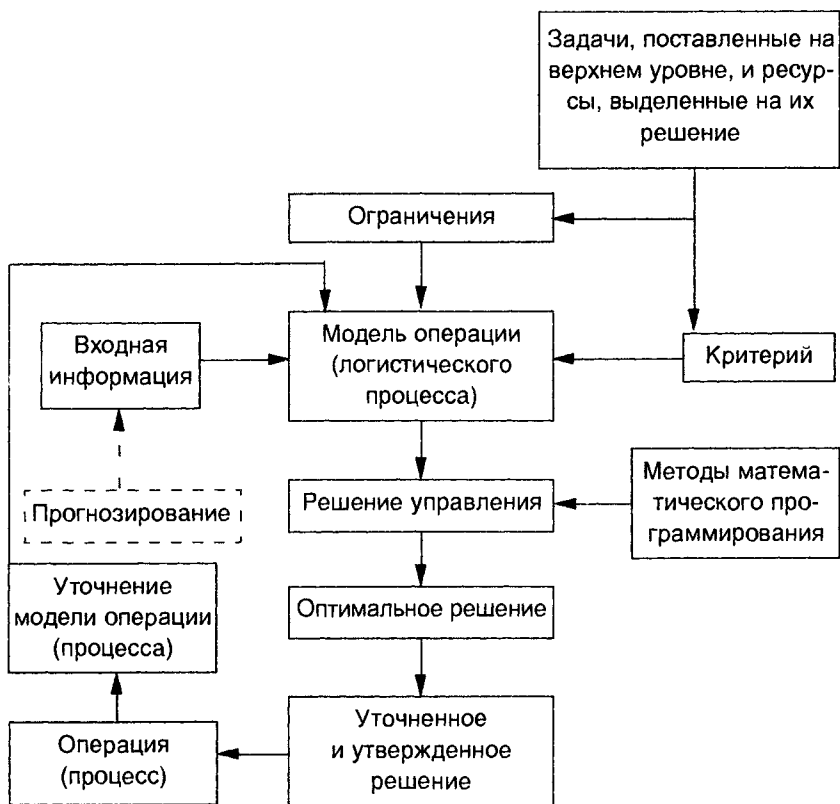 Задачи, поставленные на
верхнем уровне, и ресур-
сы, выделенные на их
решение
Ограничения
Входная
информация
Модель операции
(логистического
процесса)
Критерий
Прогнозирование
Решение управления
Методы матема-
тического про-
граммирования
Уточнение
модели операции
(процесса)
Оптимальное решение
Операция
(процесс)
Уточненное
и утвержденное
решение